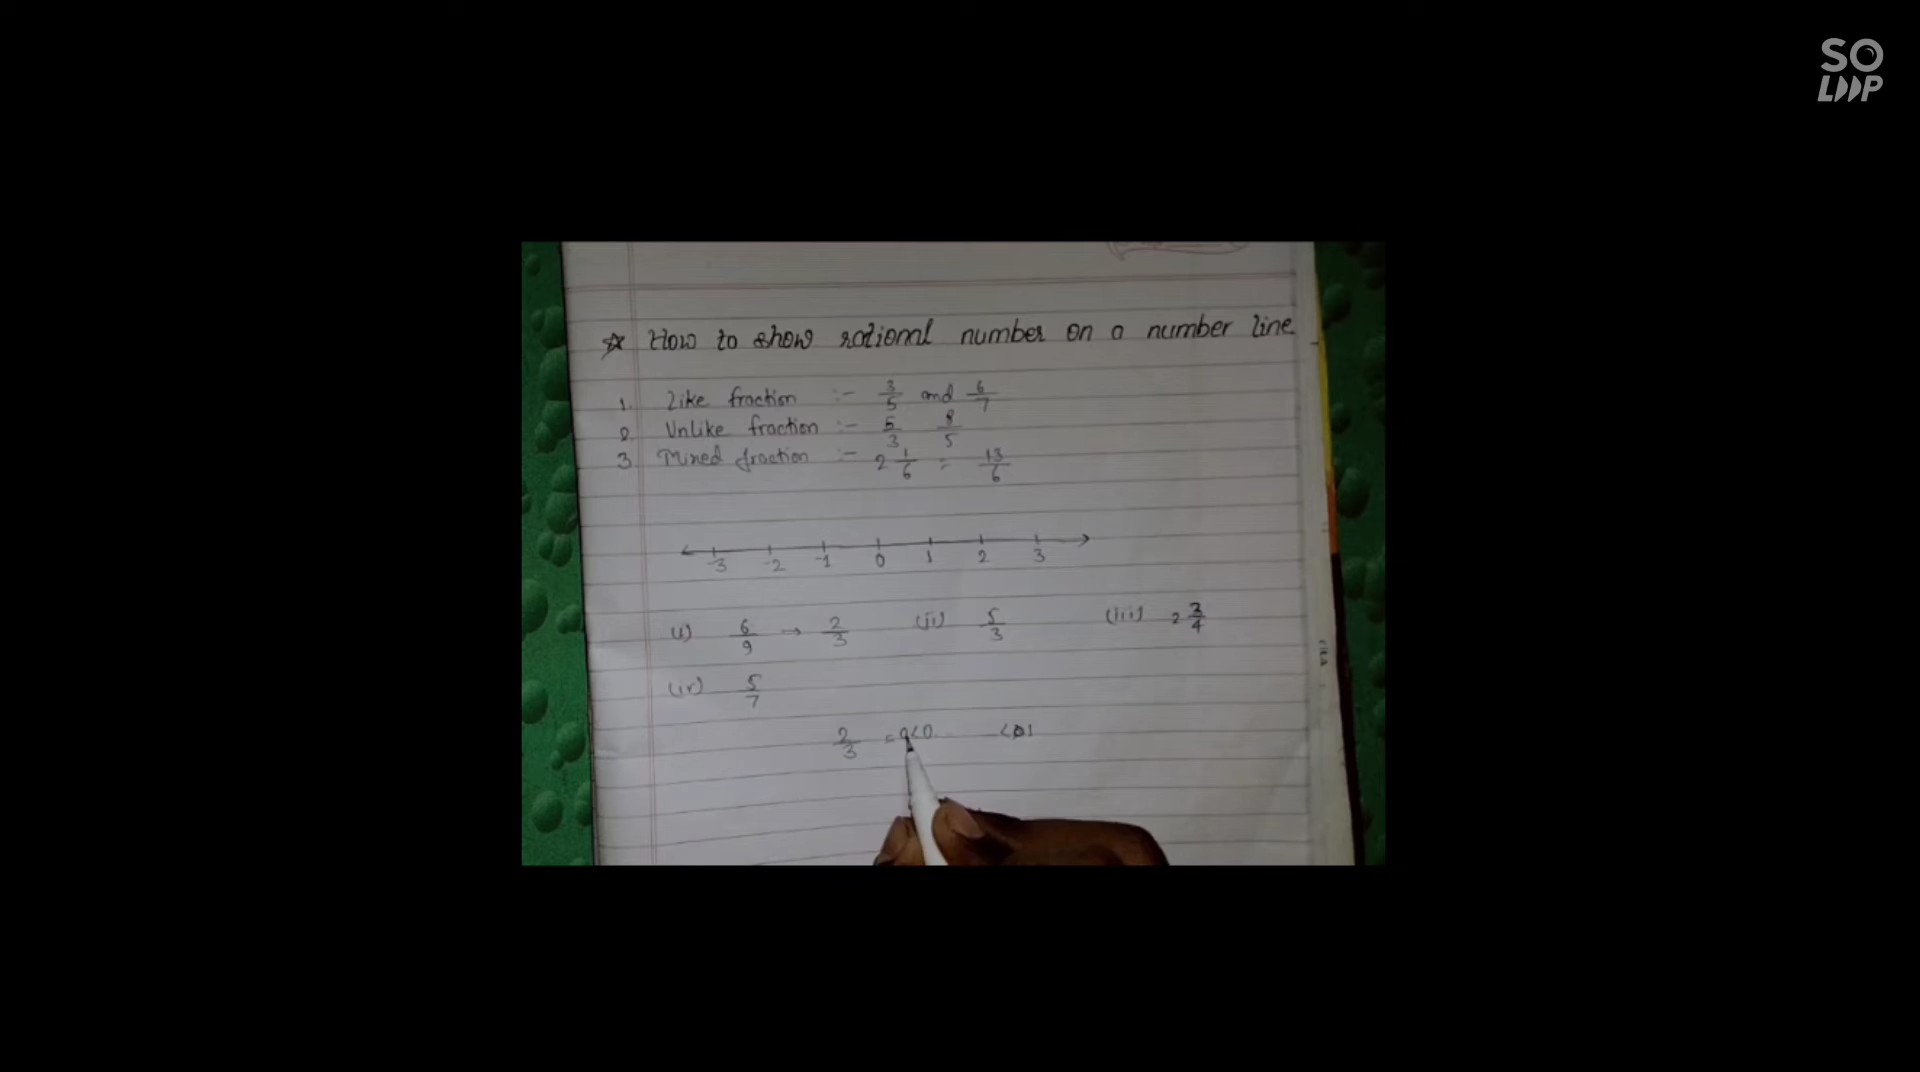 SO
LOOP
☆ How to show rational number on a number line
1. Like fraction :- 3/5 and 6/7
2. Unlike fraction :- 5/3 8/5
3 Mixed fraction :- 2 1/6 = 13/6
-3 -2 -1 0 1 2 3
(i) 6/9 → 2/3 (ii) 5/3 (iii) 2 3/4
(iv) 5/7
2/3 = 0<0